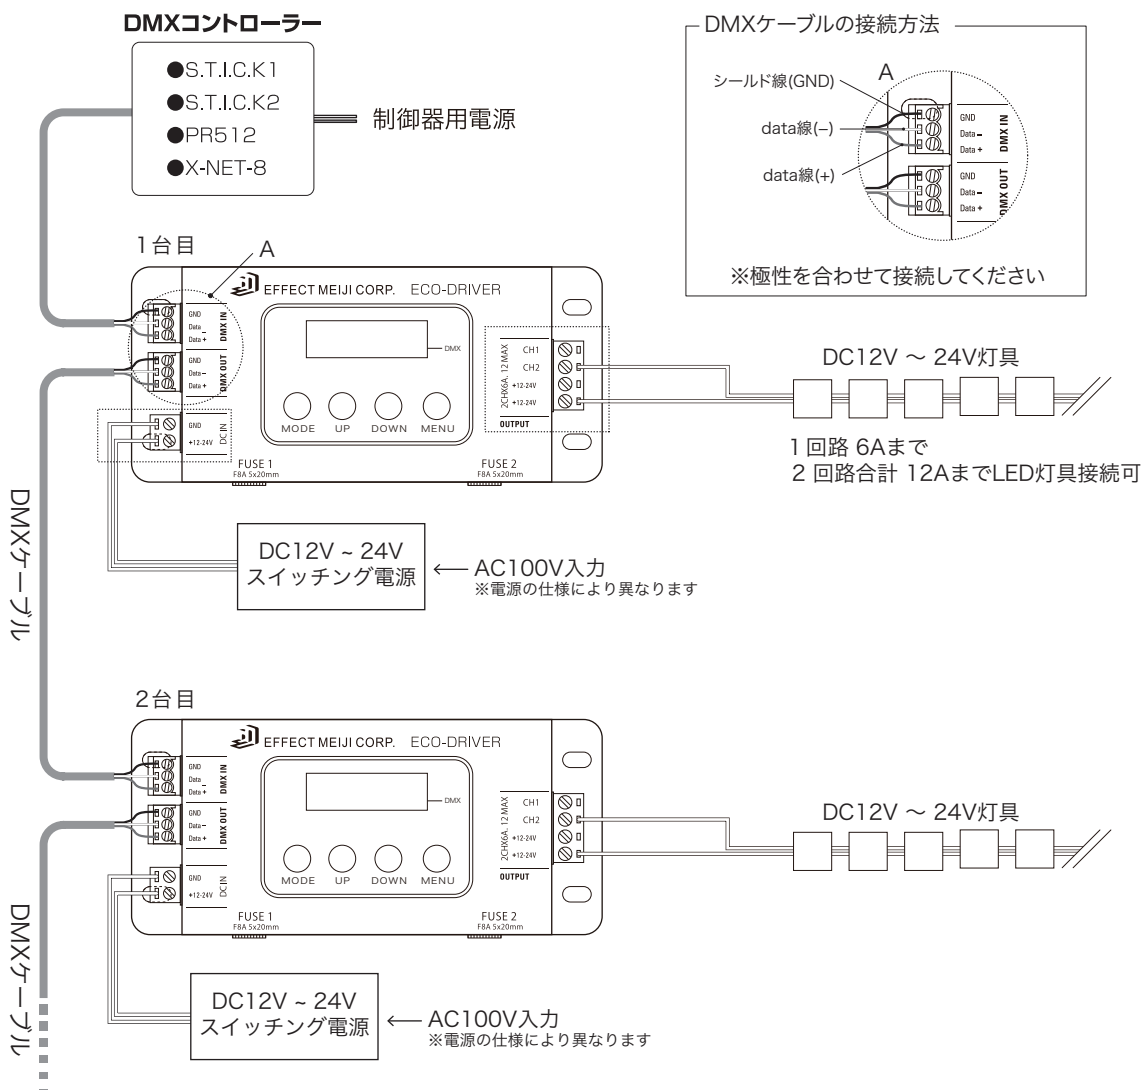 DMXコントローラー
●S.T.I.C.K1
●S.T.I.C.K2
●PR512
●X-NET-8
制御器用電源
DMXケーブルの接続方法
A
シールド線(GND)
data線(−)
data線(+)
GND
Data −
Data +
DMX IN
GND
Data −
Data +
DMX OUT
※極性を合わせて接続してください
1台目
A
EFFECT MEIJI CORP. ECO-DRIVER
GND
Data −
Data +
DMX IN
GND
Data −
Data +
DMX OUT
GND
+12-24V
DC IN
DMX
MODE UP DOWN MENU
2CHX6A. 12 MAX
CH1
CH2
+12-24V
+12-24V
OUTPUT
FUSE 1
F8A 5x20mm
FUSE 2
F8A 5x20mm
DC12V ～ 24V灯具
1回路 6Aまで
2 回路合計 12AまでLED灯具接続可
DC12V ~ 24V
スイッチング電源
← AC100V入力
※電源の仕様により異なります
DMXケーブル
2台目
EFFECT MEIJI CORP. ECO-DRIVER
GND
Data −
Data +
DMX IN
GND
Data −
Data +
DMX OUT
GND
+12-24V
DC IN
DMX
MODE UP DOWN MENU
2CHX6A. 12 MAX
CH1
CH2
+12-24V
+12-24V
OUTPUT
FUSE 1
F8A 5x20mm
FUSE 2
F8A 5x20mm
DC12V ～ 24V灯具
DC12V ~ 24V
スイッチング電源
← AC100V入力
※電源の仕様により異なります
DMXケーブル